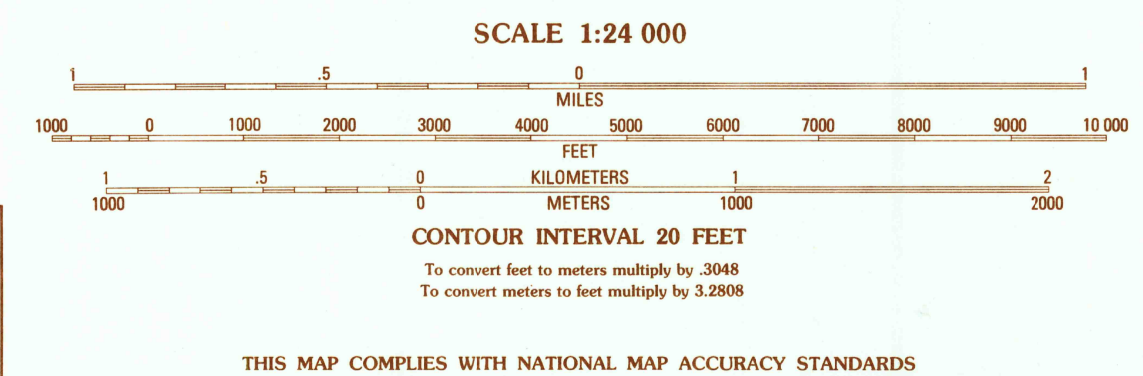 SCALE 1:24 000
1 .5 0 1
MILES
1000 0 1000 2000 3000 4000 5000 6000 7000 8000 9000 10 000
FEET
1 .5 0 KILOMETERS 1 2
1000 0 METERS 1000 2000
CONTOUR INTERVAL 20 FEET
To convert feet to meters multiply by .3048
To convert meters to feet multiply by 3.2808
THIS MAP COMPLIES WITH NATIONAL MAP ACCURACY STANDARDS